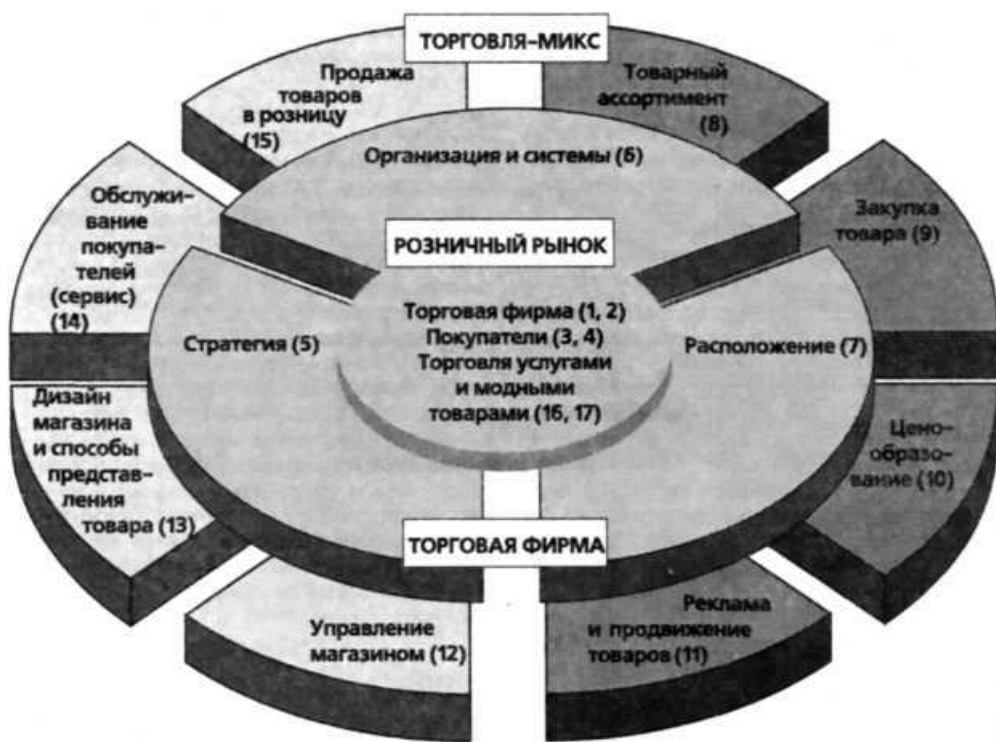 ТОРГОВЛЯ-МИКС
Продажа
товаров
в розницу
(15)
Товарный
ассортимент
(8)
Организация и системы (6)
Обслужи-
вание
покупа-
телей
(сервис)
(14)
Закупка
товара (9)
РОЗНИЧНЫЙ РЫНОК
Торговая фирма (1, 2)
Покупатели (3, 4)
Торговля услугами
и модными
товарами (16, 17)
Стратегия (5)
Расположение (7)
Дизайн
магазина
и способы
представ-
ления
товара (13)
Цено-
образо-
вание (10)
ТОРГОВАЯ ФИРМА
Управление
магазином (12)
Реклама
и продвижение
товаров (11)